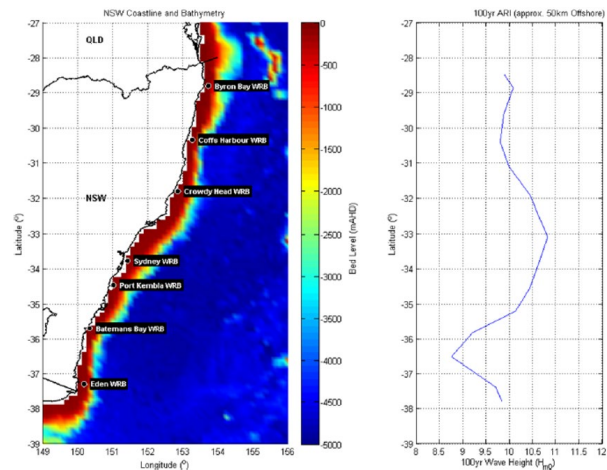 NSW Coastline and Bathymetry
-27
-28
-29
-30
-31
-32
-33
-34
-35
-36
-37
-38
-39
Latitude (º)
QLD
NSW
Byron Bay WRB
Coffs Harbour WRB
Crowdy Head WRB
Sydney WRB
Port Kembla WRB
Batemans Bay WRB
Eden WRB
149 150 151 152 153 154 155 166
Longitude (º)
0
-500
-1000
-1500
-2000
-2500
-3000
-3500
-4000
-4500
5000
Bed Level (mAHD)
100yr ARI (approx. 50km Offshore)
-27
-28
-29
-30
-31
-32
-33
-34
-35
-36
-37
-38
-39
Latitude (º)
8 8.5 9 9.5 10 10.5 11 11.5 12
100yr Wave Height (Hm0)